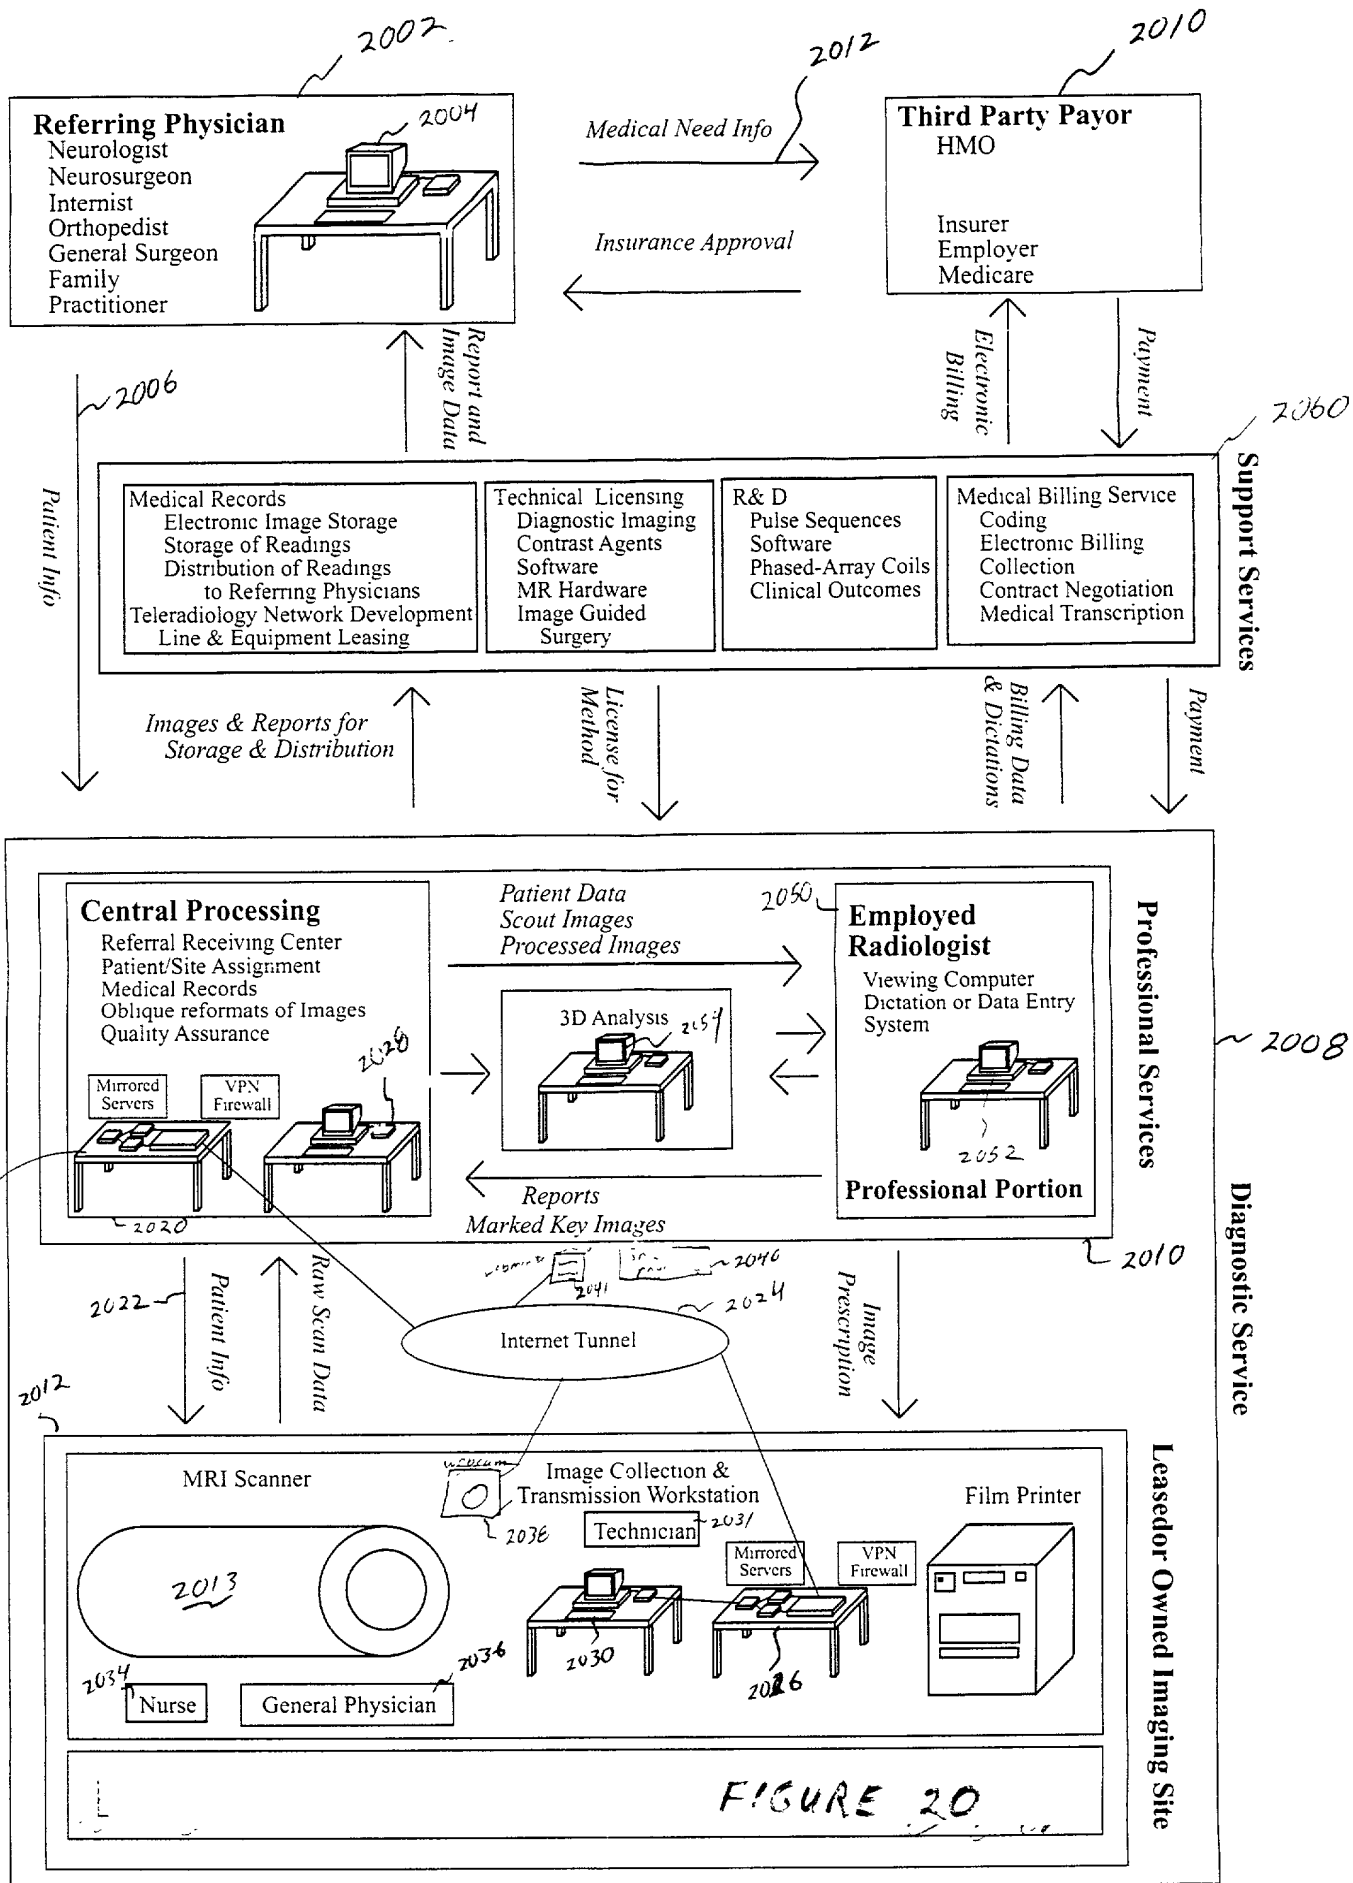 2002
2012
2010
Referring Physician
Neurologist
Neurosurgeon
Internist
Orthopedist
General Surgeon
Family
Practitioner
2004
Medical Need Info
Insurance Approval
Third Party Payor
HMO
Insurer
Employer
Medicare
2006
Patient Info
Report and
Image Data
Electronic
Billing
Payment
2060
Support Services
Medical Records
Electronic Image Storage
Storage of Readings
Distribution of Readings
to Referring Physicians
Teleradiology Network Development
Line & Equipment Leasing
Technical Licensing
Diagnostic Imaging
Contrast Agents
Software
MR Hardware
Image Guided
Surgery
R& D
Pulse Sequences
Software
Phased-Array Coils
Clinical Outcomes
Medical Billing Service
Coding
Electronic Billing
Collection
Contract Negotiation
Medical Transcription
Images & Reports for
Storage & Distribution
License for
Method
Billing Data
& Dictations
Payment
Central Processing
Referral Receiving Center
Patient/Site Assignment
Medical Records
Oblique reformats of Images
Quality Assurance
2028
Mirrored
Servers
VPN
Firewall
2020
Patient Data
Scout Images
Processed Images
3D Analysis
2054
Reports
Marked Key Images
2050
Employed
Radiologist
Viewing Computer
Dictation or Data Entry
System
2052
Professional Portion
Professional Services
2008
Diagnostic Service
2010
2022
Patient Info
Raw Scan Data
2041
2040
2024
Internet Tunnel
Image
Prescription
2012
MRI Scanner
2013
webcam
2038
Image Collection &
Transmission Workstation
Technician
2031
Mirrored
Servers
VPN
Firewall
Film Printer
2030
2026
2034
Nurse
2036
General Physician
Leasedor Owned Imaging Site
FIGURE 20